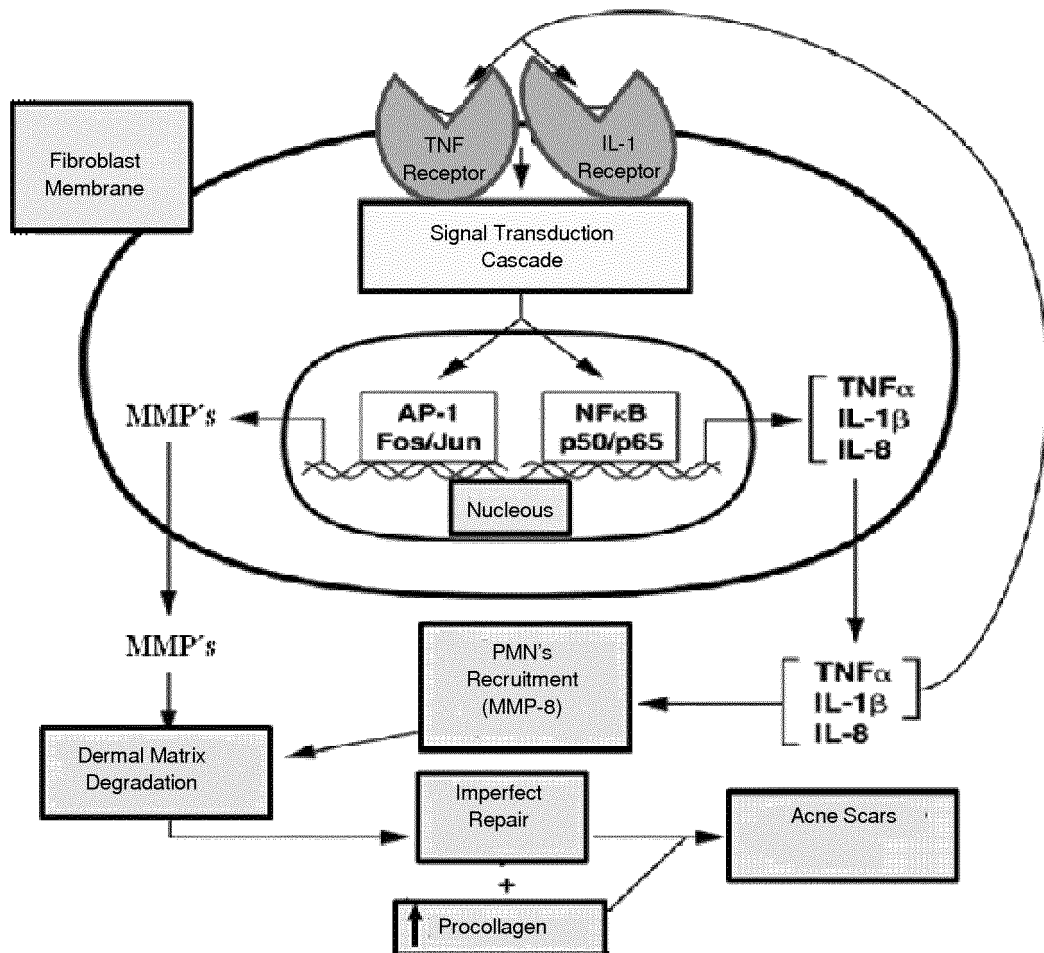 TNF
Receptor
IL-1
Receptor
Fibroblast
Membrane
Signal Transduction
Cascade
MMP´s
AP-1
Fos/Jun
NFκB
p50/p65
TNFα
IL-1β
IL-8
Nucleous
MMP´s
PMN's
Recruitment
(MMP-8)
TNFα
IL-1β
IL-8
Dermal Matrix
Degradation
Imperfect
Repair
Acne Scars
+
Procollagen